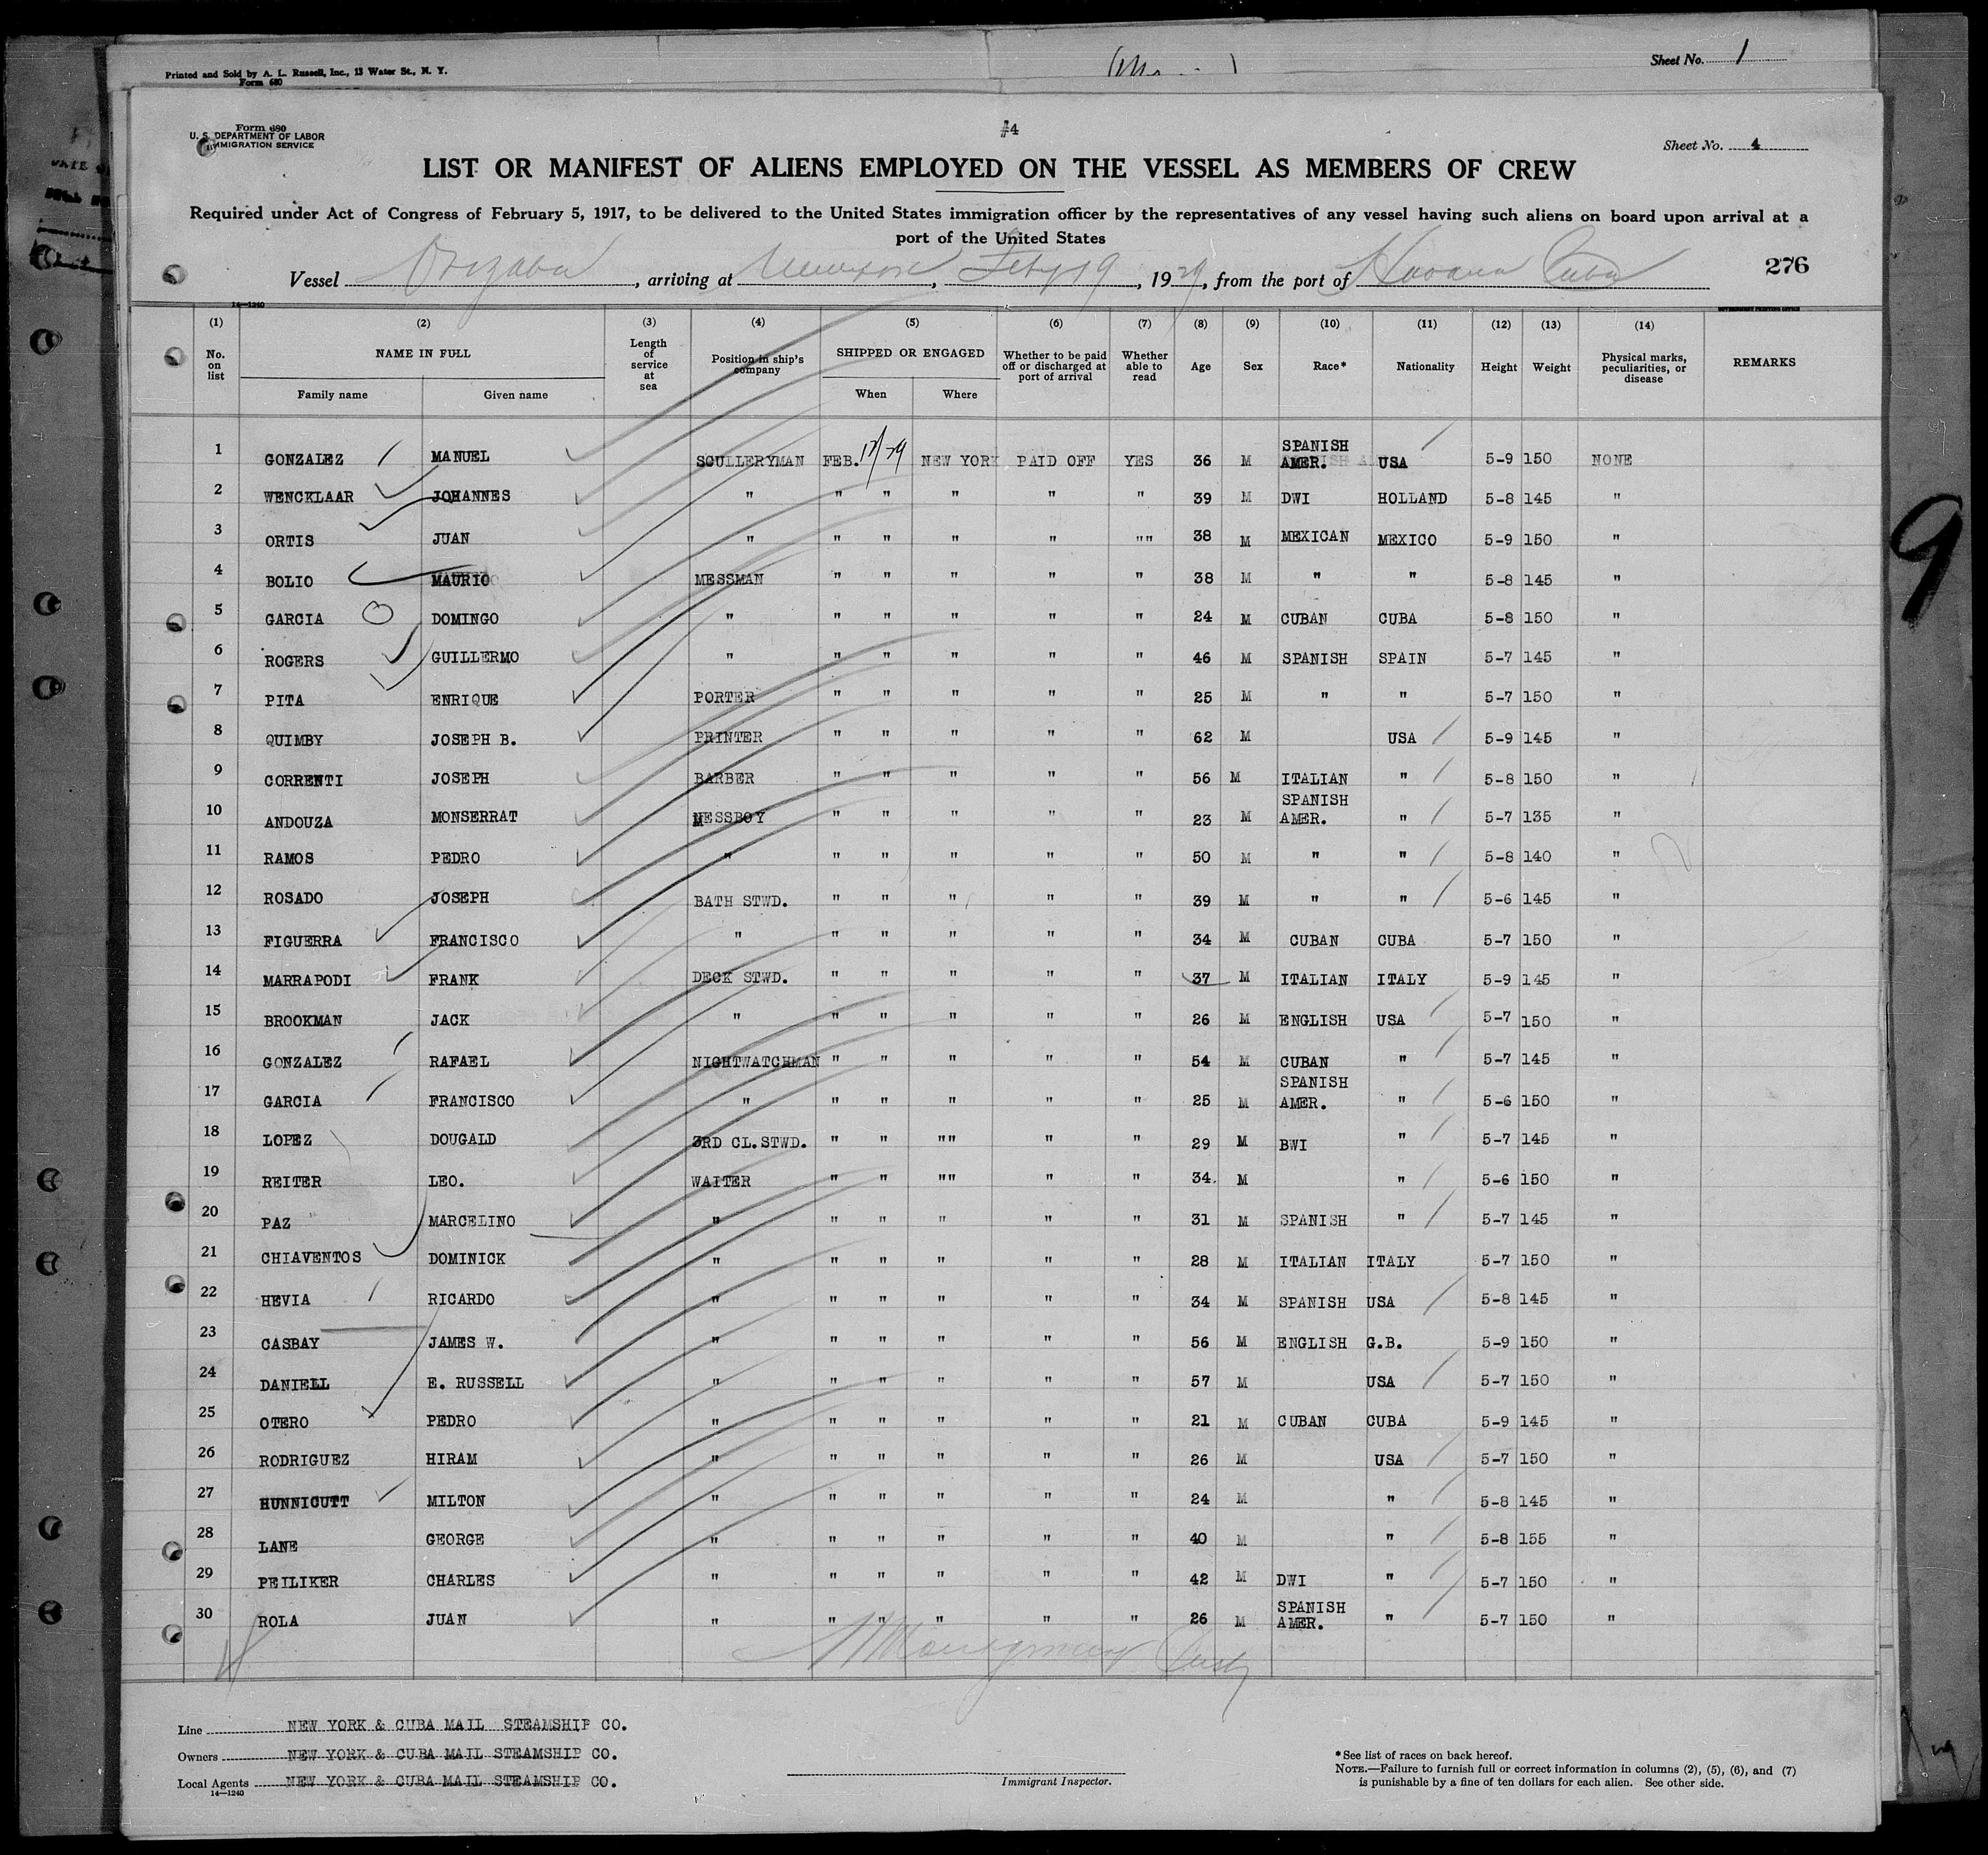 Printed and Sold by A. L. Russell, Inc., 13 Water St., N. Y.
Form 680
Sheet No. 1
Form 680
U. S. DEPARTMENT OF LABOR
IMMIGRATION SERVICE
#4
Sheet No. 4
LIST OR MANIFEST OF ALIENS EMPLOYED ON THE VESSEL AS MEMBERS OF CREW
Required under Act of Congress of February 5, 1917, to be delivered to the United States immigration officer by the representatives of any vessel having such aliens on board upon arrival at a
port of the United States
276
Vessel Orizaba, arriving at New York, Feby 19, 1929, from the port of Havana Cuba
14—1240
(1) (2) (3) (4) (5) (6) (7) (8) (9) (10) (11) (12) (13) (14)
No. on list NAME IN FULL Family name Given name Length of service at sea Position in ship's company SHIPPED OR ENGAGED When Where Whether to be paid off or discharged at port of arrival Whether able to read Age Sex Race* Nationality Height Weight Physical marks, peculiarities, or disease REMARKS
1 GONZALEZ MANUEL SCULLERYMAN FEB. 12/29 NEW YORK PAID OFF YES 36 M SPANISH AMER. USA 5-9 150 NONE
2 WENCKLAAR JOHANNES " " " " " " 39 M DWI HOLLAND 5-8 145 "
3 ORTIS JUAN " " " " " "" 38 M MEXICAN MEXICO 5-9 150 "
4 BOLIO MAURIO MESSMAN " " " " " 38 M " " 5-8 145 "
5 GARCIA DOMINGO " " " " " " 24 M CUBAN CUBA 5-8 150 "
6 ROGERS GUILLERMO " " " " " " 46 M SPANISH SPAIN 5-7 145 "
7 PITA ENRIQUE PORTER " " " " " 25 M " " 5-7 150 "
8 QUIMBY JOSEPH B. PRINTER " " " " " 62 M USA 5-9 145 "
9 CORRENTI JOSEPH BARBER " " " " " 56 M ITALIAN " 5-8 150 "
10 ANDOUZA MONSERRAT MESSBOY " " " " " 23 M SPANISH AMER. " 5-7 135 "
11 RAMOS PEDRO " " " " " " 50 M " " 5-8 140 "
12 ROSADO JOSEPH BATH STWD. " " " " " 39 M " " 5-6 145 "
13 FIGUERRA FRANCISCO " " " " " " 34 M CUBAN CUBA 5-7 150 "
14 MARRAPODI FRANK DECK STWD. " " " " " 37 M ITALIAN ITALY 5-9 145 "
15 BROOKMAN JACK " " " " " " 26 M ENGLISH USA 5-7 150 "
16 GONZALEZ RAFAEL NIGHTWATCHMAN " " " " " 54 M CUBAN " 5-7 145 "
17 GARCIA FRANCISCO " " " " " " 25 M SPANISH AMER. " 5-6 150 "
18 LOPEZ DOUGALD 3RD CL. STWD. " " "" " " 29 M BWI " 5-7 145 "
19 REITER LEO. WAITER " " "" " " 34. M " 5-6 150 "
20 PAZ MARCELINO " " " " " " 31 M SPANISH " 5-7 145 "
21 CHIAVENTOS DOMINICK " " " " " " 28 M ITALIAN ITALY 5-7 150 "
22 HEVIA RICARDO " " " " " " 34 M SPANISH USA 5-8 145 "
23 CASBAY JAMES W. " " " " " " 56 M ENGLISH G.B. 5-9 150 "
24 DANIELL E. RUSSELL " " " " " " 57 M USA 5-7 150 "
25 OTERO PEDRO " " " " " " 21 M CUBAN CUBA 5-9 145 "
26 RODRIGUEZ HIRAM " " " " " " 26 M USA 5-7 150 "
27 HUNNICUTT MILTON " " " " " " 24 M " 5-8 145 "
28 LANE GEORGE " " " " " " 40 M " 5-8 155 "
29 PEILIKER CHARLES " " " " " " 42 M DWI " 5-7 150 "
30 ROLA JUAN " " " " " " 26 M SPANISH AMER. " 5-7 150 "
Line NEW YORK & CUBA MAIL STEAMSHIP CO.
Owners NEW YORK & CUBA MAIL STEAMSHIP CO.
Local Agents NEW YORK & CUBA MAIL STEAMSHIP CO.
14—1240
Immigrant Inspector.
*See list of races on back hereof.
NOTE.—Failure to furnish full or correct information in columns (2), (5), (6), and (7)
is punishable by a fine of ten dollars for each alien. See other side.
9